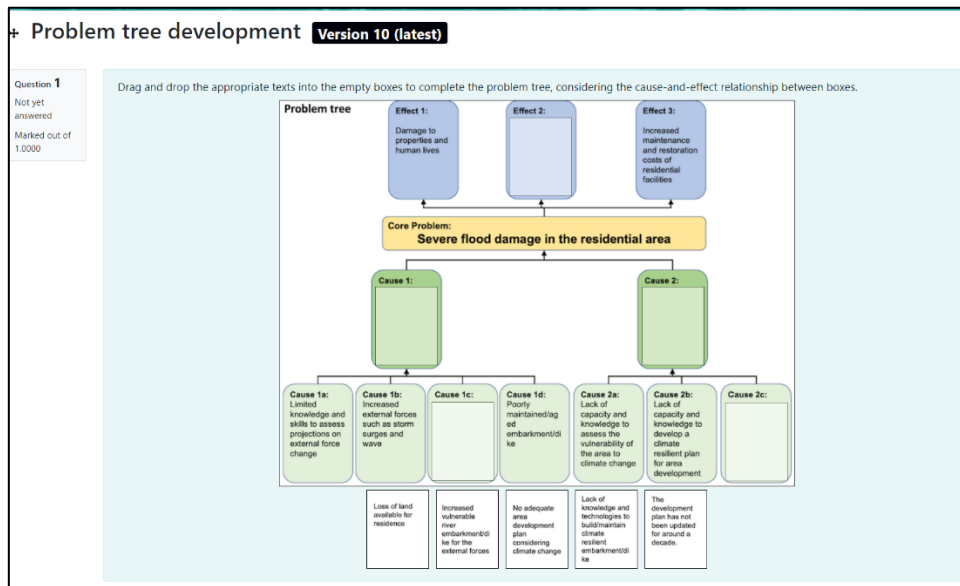 Problem tree development Version 10 (latest)
Question 1
Not yet
answered
Marked out of
1.0000
Drag and drop the appropriate texts into the empty boxes to complete the problem tree, considering the cause-and-effect relationship between boxes.
Problem tree
Effect 1:
Damage to
properties and
human lives
Effect 2:
Effect 3:
Increased
maintenance
and restoration
costs of
residential
facilities
Core Problem:
Severe flood damage in the residential area
Cause 1:
Cause 2:
Cause 1a:
Limited
knowledge and
skills to assess
projections on
external force
change
Cause 1b:
Increased
external forces
such as storm
surges and
wave
Cause 1c:
Cause 1d:
Poorly
maintained/ag
ed
embarkment/di
ke
Cause 2a:
Lack of
capacity and
knowledge to
assess the
vulnerability of
the area to
climate change
Cause 2b:
Lack of
capacity and
knowledge to
develop a
climate
resilient plan
for area
development
Cause 2c:
Loss of land
available for
residence
Increased
vulnerable
river
embarkment/di
ke for the
external forces
No adequate
area
development
plan
considering
climate change
Lack of
knowledge and
technologies to
build/maintain
climate
resilient
embarkment/di
ke
The
development
plan has not
been updated
for around a
decade.